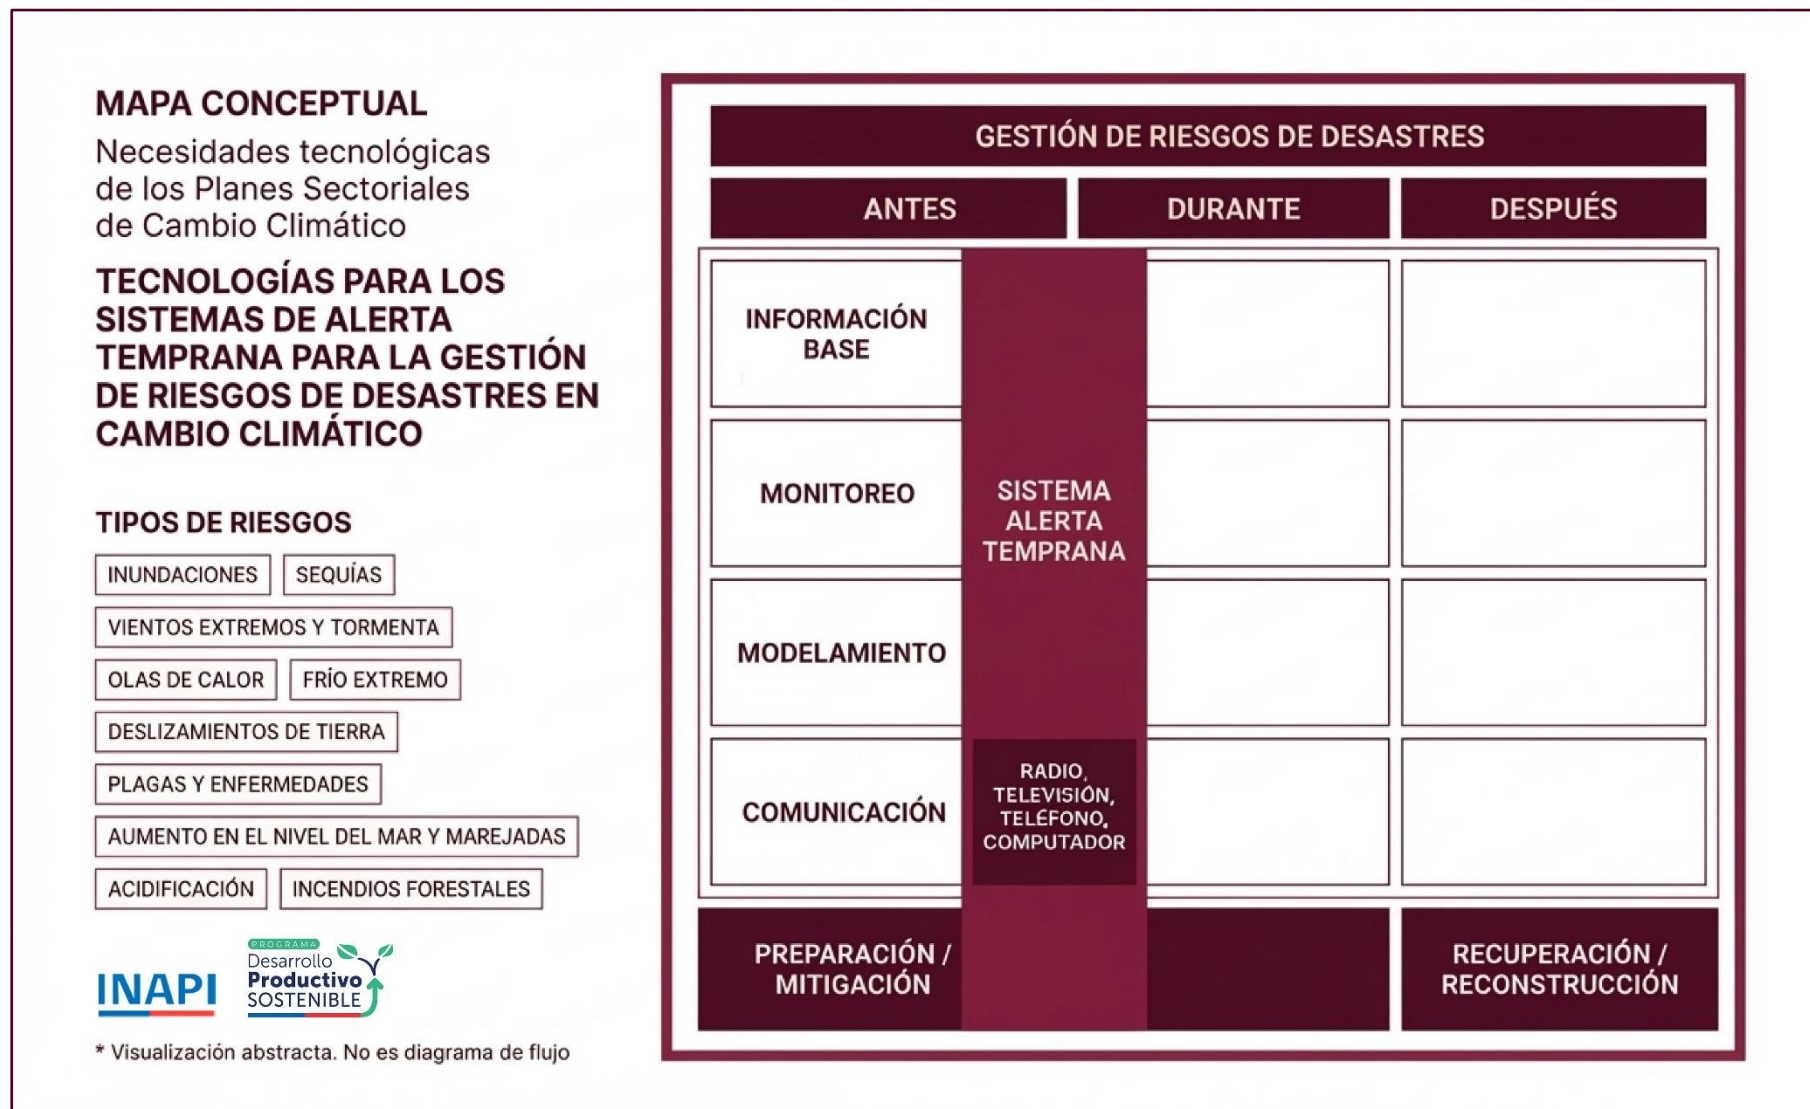 MAPA CONCEPTUAL
Necesidades tecnológicas
de los Planes Sectoriales
de Cambio Climático
TECNOLOGÍAS PARA LOS
SISTEMAS DE ALERTA
TEMPRANA PARA LA GESTIÓN
DE RIESGOS DE DESASTRES EN
CAMBIO CLIMÁTICO
TIPOS DE RIESGOS
INUNDACIONES
SEQUÍAS
VIENTOS EXTREMOS Y TORMENTA
OLAS DE CALOR
FRÍO EXTREMO
DESLIZAMIENTOS DE TIERRA
PLAGAS Y ENFERMEDADES
AUMENTO EN EL NIVEL DEL MAR Y MAREJADAS
ACIDIFICACIÓN
INCENDIOS FORESTALES
INAPI
PROGRAMA
Desarrollo
Productivo
SOSTENIBLE
* Visualización abstracta. No es diagrama de flujo
GESTIÓN DE RIESGOS DE DESASTRES
ANTES
DURANTE
DESPUÉS
INFORMACIÓN
BASE
MONITOREO
MODELAMIENTO
COMUNICACIÓN
SISTEMA
ALERTA
TEMPRANA
RADIO,
TELEVISIÓN,
TELÉFONO,
COMPUTADOR
PREPARACIÓN /
MITIGACIÓN
RECUPERACIÓN /
RECONSTRUCCIÓN